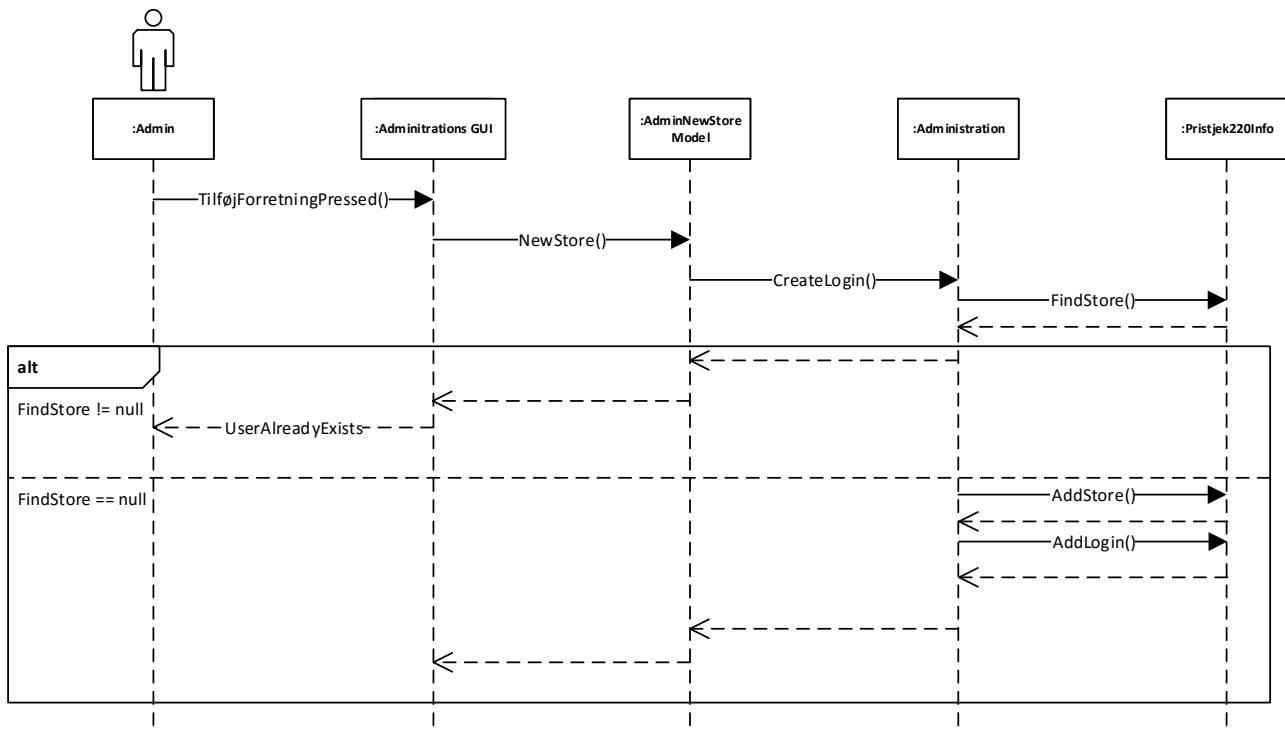 :Admin
:Adminitrations GUI
:AdminNewStore
Model
:Administration
:Pristjek220Info
TilføjForretningPressed()
NewStore()
CreateLogin()
FindStore()
alt
FindStore != null
UserAlreadyExists
FindStore == null
AddStore()
AddLogin()